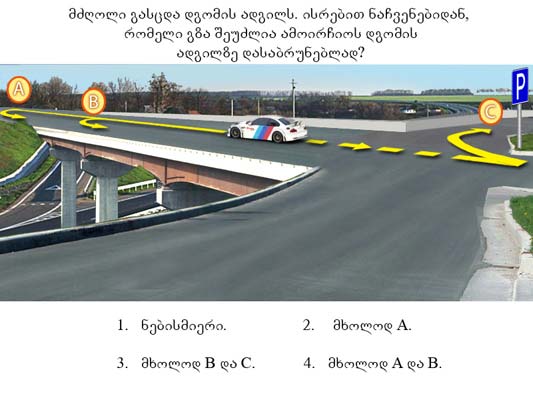 მძღოლი გასცდა დგომის ადგილს. ისრებით ნაჩვენებიდან,
რომელი გზა შეუძლია ამოირჩიოს დგომის
ადგილზე დასაბრუნებლად?
A
B
C
P
1. ნებისმიერი.
2. მხოლოდ A.
3. მხოლოდ B და C.
4. მხოლოდ A და B.